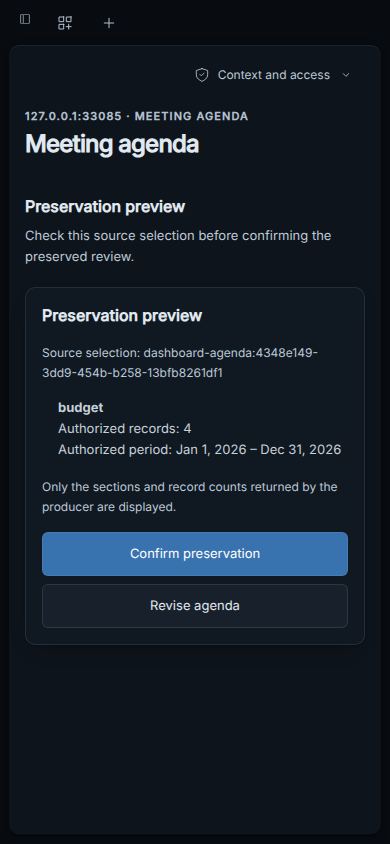 Context and access
127.0.0.1:33085 · MEETING AGENDA
Meeting agenda
Preservation preview
Check this source selection before confirming the
preserved review.
Preservation preview
Source selection: dashboard-agenda:4348e149-
3dd9-454b-b258-13bfb8261df1
budget
Authorized records: 4
Authorized period: Jan 1, 2026 – Dec 31, 2026
Only the sections and record counts returned by the
producer are displayed.
Confirm preservation
Revise agenda